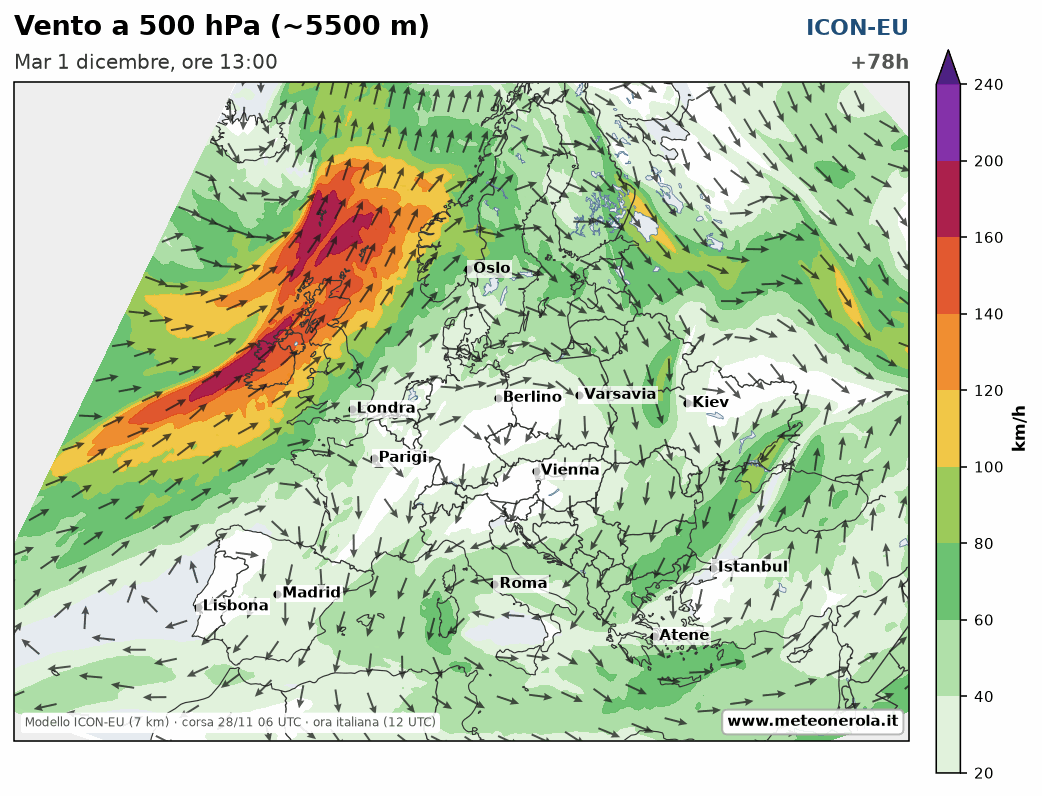 Vento a 500 hPa (~5500 m)
ICON-EU
Mar 1 dicembre, ore 13:00
+78h
240
200
160
140
120
100
80
60
40
20
km/h
Oslo
Berlino
Varsavia
Kiev
Londra
Parigi
Vienna
Istanbul
Roma
Madrid
Lisbona
Atene
Modello ICON-EU (7 km) · corsa 28/11 06 UTC · ora italiana (12 UTC)
www.meteonerola.it